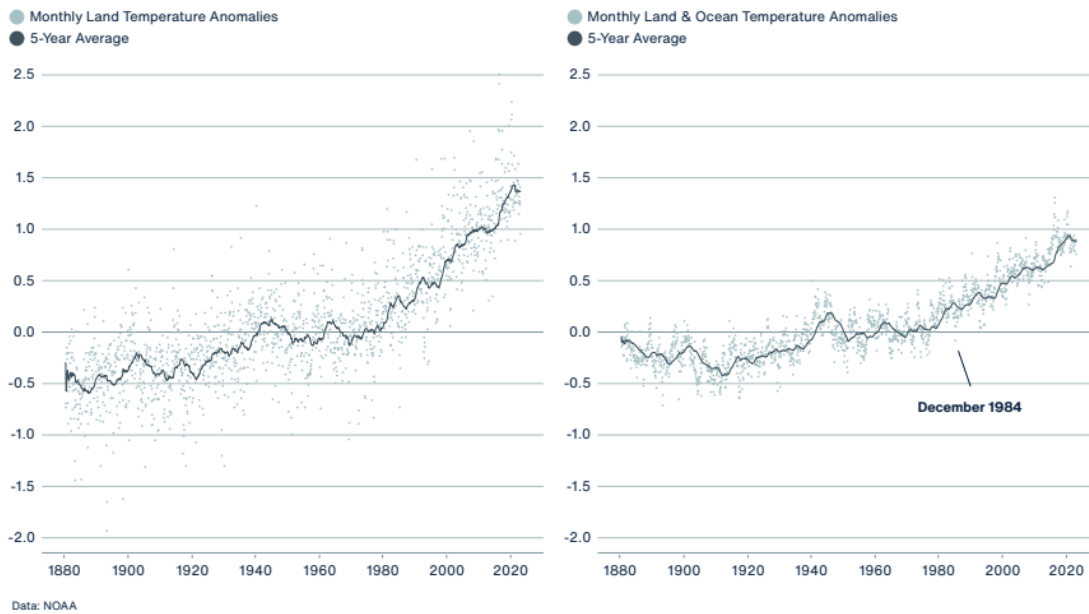 Monthly Land Temperature Anomalies
5-Year Average
2.5
2.0
1.5
1.0
0.5
0.0
-0.5
-1.0
-1.5
-2.0
1880 1900 1920 1940 1960 1980 2000 2020
Monthly Land & Ocean Temperature Anomalies
5-Year Average
2.5
2.0
1.5
1.0
0.5
0.0
-0.5
December 1984
-1.0
-1.5
-2.0
1880 1900 1920 1940 1960 1980 2000 2020
Data: NOAA